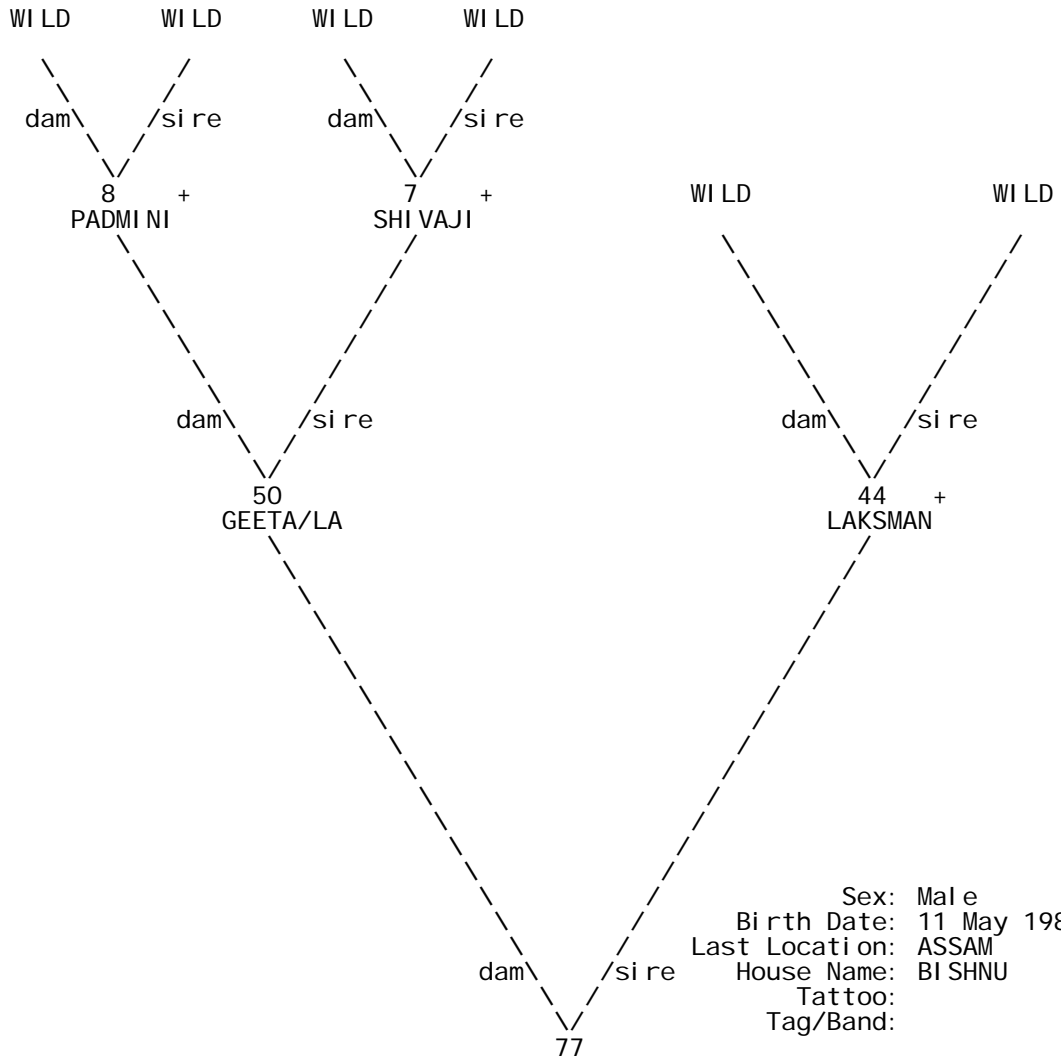 WILD WILD WILD WILD
dam sire dam sire
8 + 7 + WILD WILD
PADMINI SHIVAJI
dam sire dam sire
50 44 +
GEETA/LA LAKSMAN
Sex: Male
Birth Date: 11 May 198
Last Location: ASSAM
dam sire House Name: BISHNU
Tattoo:
Tag/Band:
77